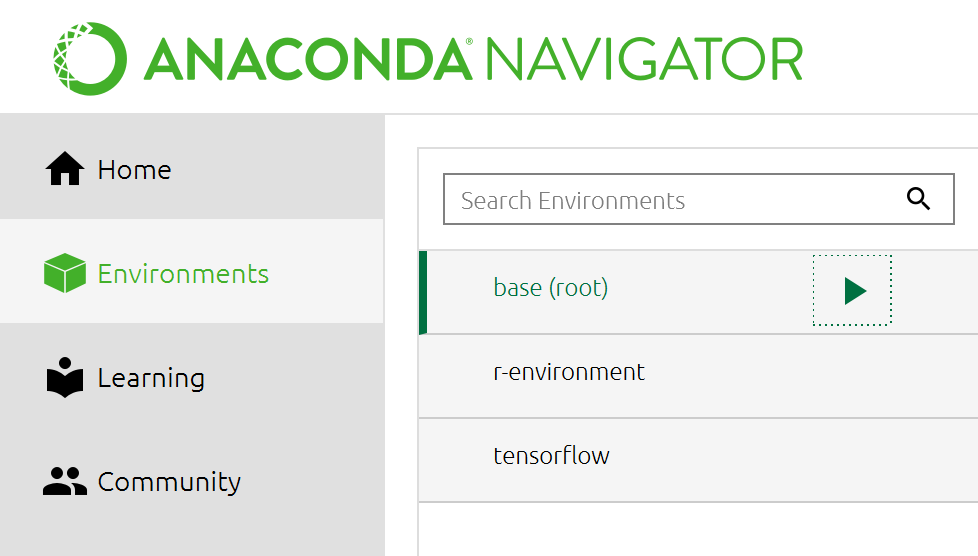 ANACONDA® NAVIGATOR
Home
Environments
Learning
Community
Search Environments
base (root)
r-environment
tensorflow